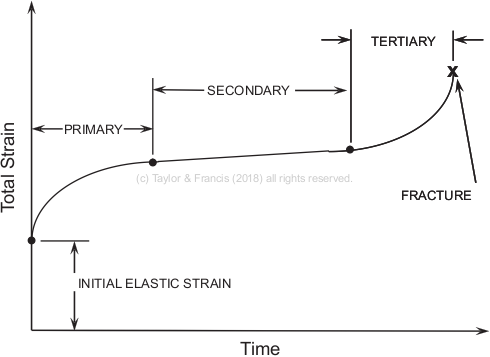 TERTIARY
SECONDARY
PRIMARY
(c) Taylor & Francis (2018) all rights reserved.
FRACTURE
INITIAL ELASTIC STRAIN
Total Strain
Time
X